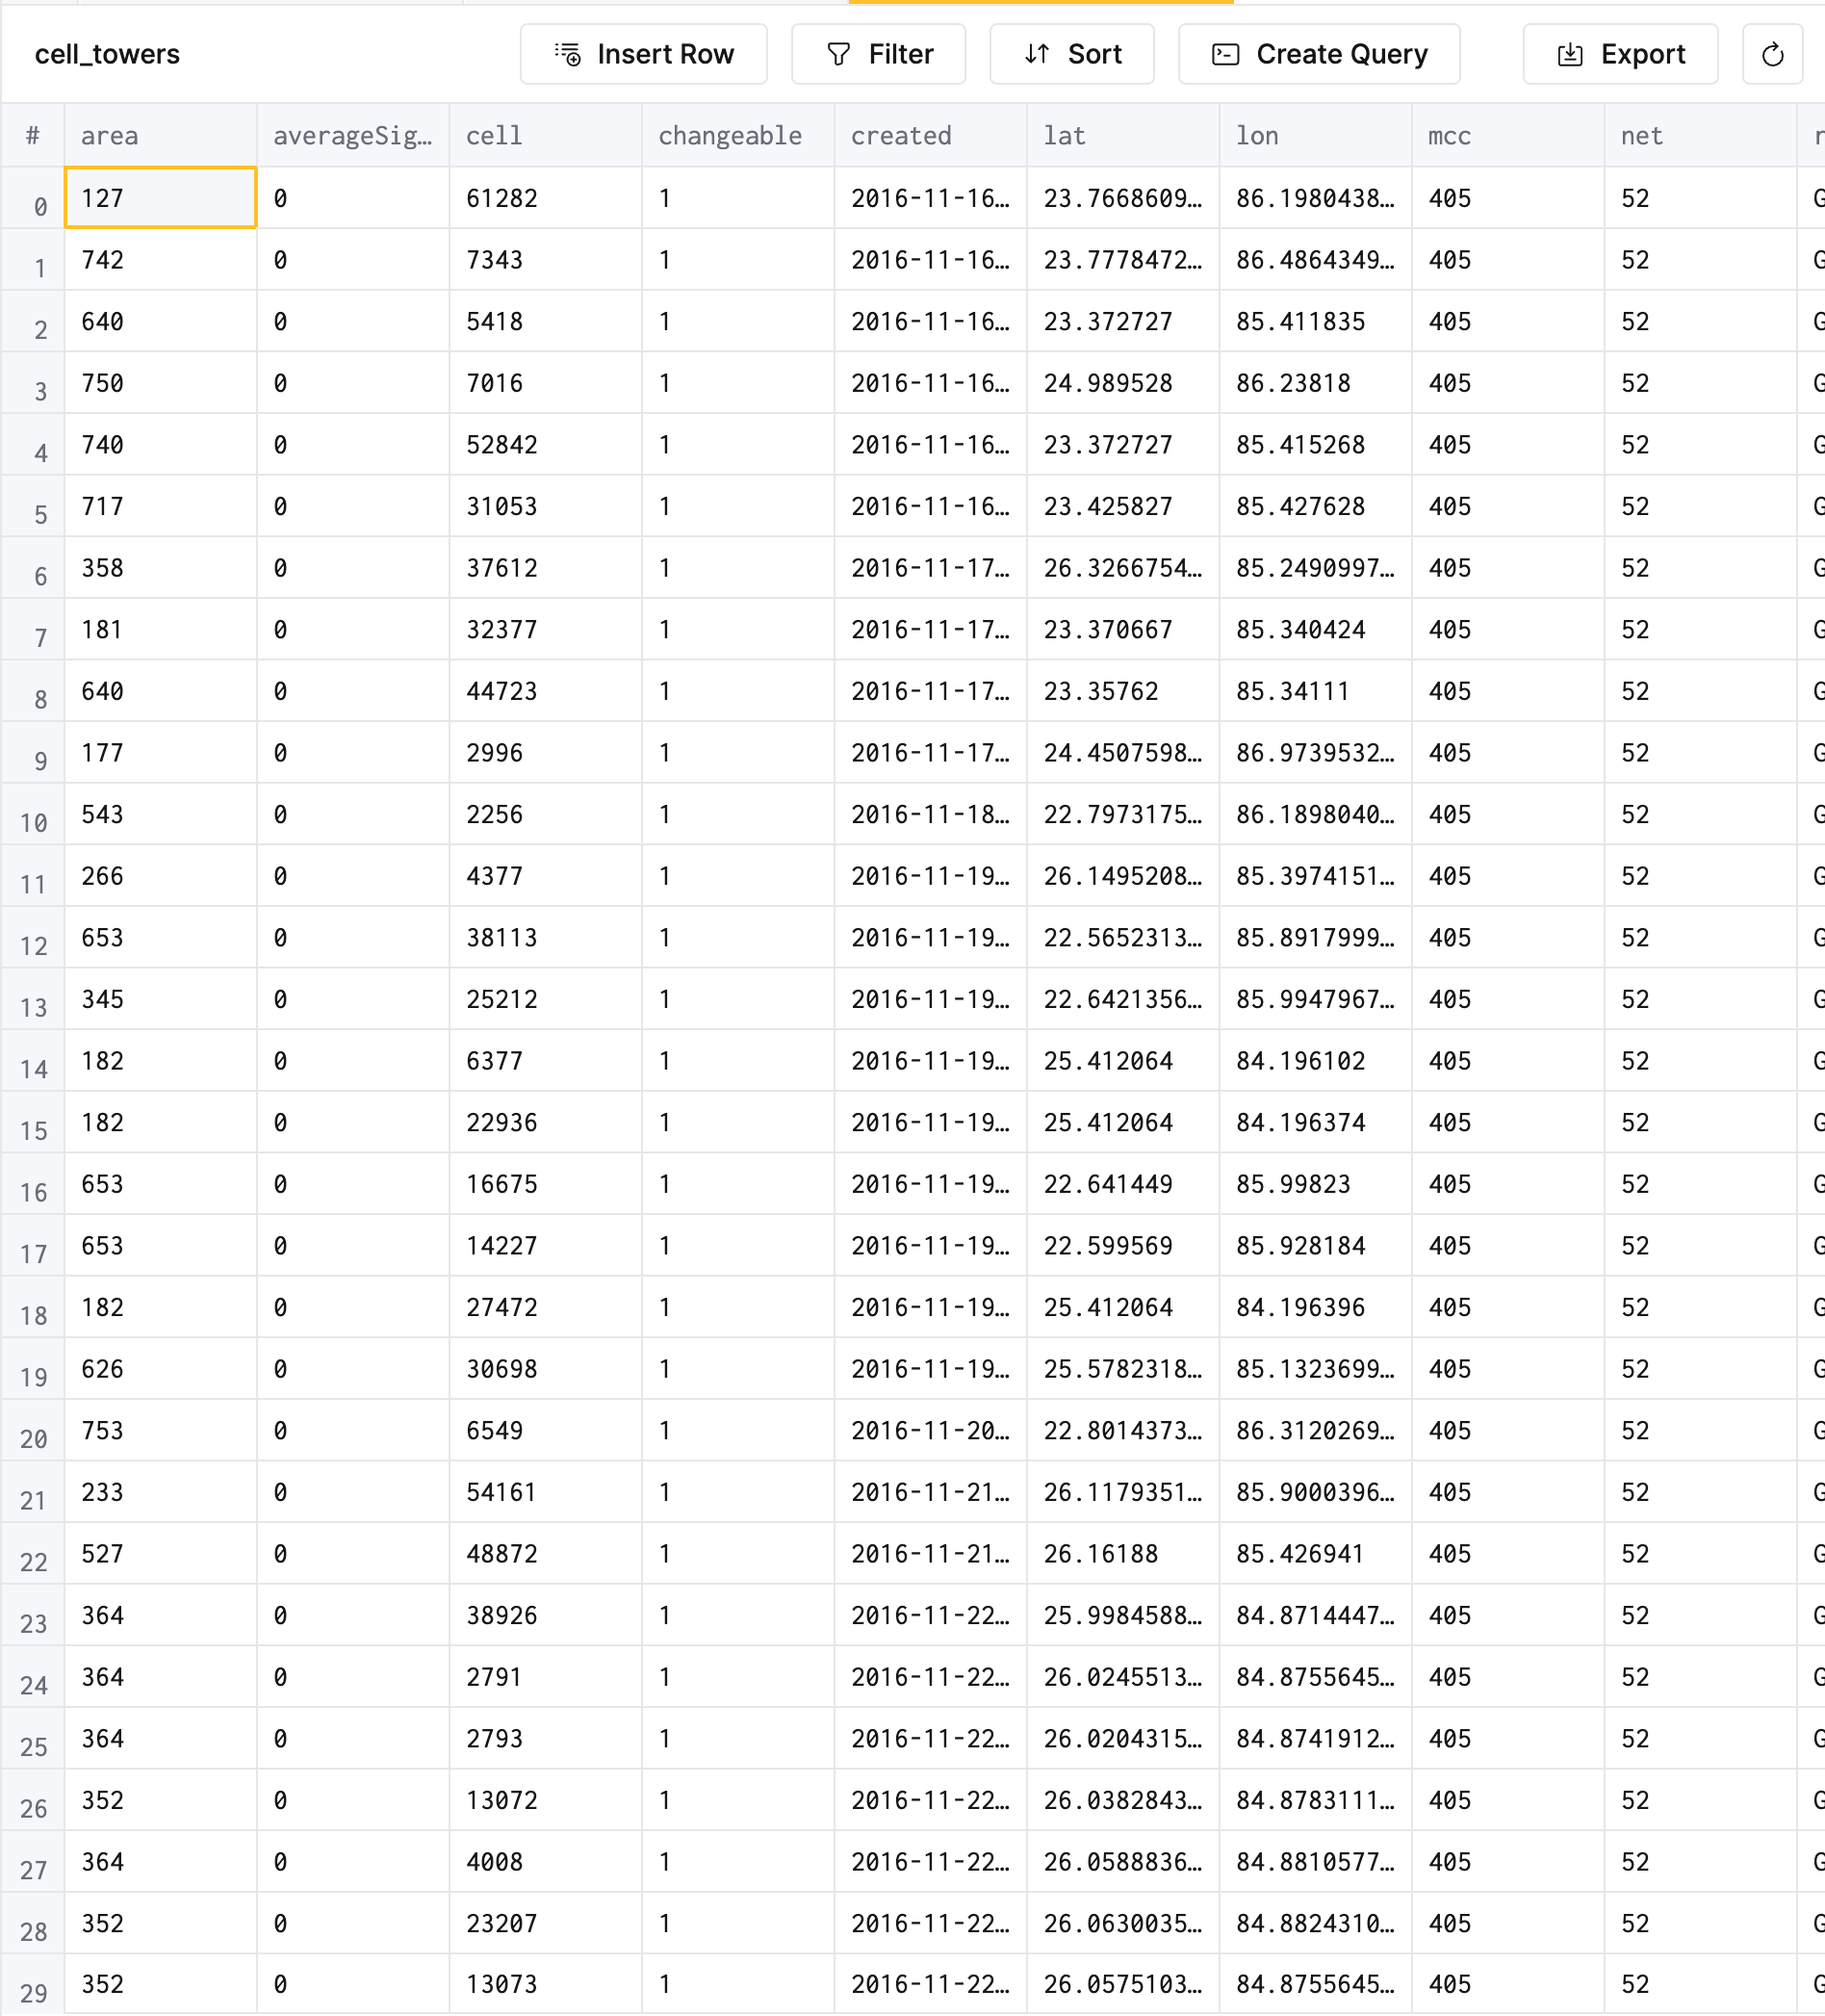 cell_towers Insert Row Filter Sort Create Query Export
# area averageSig… cell changeable created lat lon mcc net
0 127 0 61282 1 2016-11-16… 23.7668609… 86.1980438… 405 52 G
1 742 0 7343 1 2016-11-16… 23.7778472… 86.4864349… 405 52 G
2 640 0 5418 1 2016-11-16… 23.372727 85.411835 405 52 G
3 750 0 7016 1 2016-11-16… 24.989528 86.23818 405 52 G
4 740 0 52842 1 2016-11-16… 23.372727 85.415268 405 52 G
5 717 0 31053 1 2016-11-16… 23.425827 85.427628 405 52 G
6 358 0 37612 1 2016-11-17… 26.3266754… 85.2490997… 405 52 G
7 181 0 32377 1 2016-11-17… 23.370667 85.340424 405 52 G
8 640 0 44723 1 2016-11-17… 23.35762 85.34111 405 52 G
9 177 0 2996 1 2016-11-17… 24.4507598… 86.9739532… 405 52 G
10 543 0 2256 1 2016-11-18… 22.7973175… 86.1898040… 405 52 G
11 266 0 4377 1 2016-11-19… 26.1495208… 85.3974151… 405 52 G
12 653 0 38113 1 2016-11-19… 22.5652313… 85.8917999… 405 52 G
13 345 0 25212 1 2016-11-19… 22.6421356… 85.9947967… 405 52 G
14 182 0 6377 1 2016-11-19… 25.412064 84.196102 405 52 G
15 182 0 22936 1 2016-11-19… 25.412064 84.196374 405 52 G
16 653 0 16675 1 2016-11-19… 22.641449 85.99823 405 52 G
17 653 0 14227 1 2016-11-19… 22.599569 85.928184 405 52 G
18 182 0 27472 1 2016-11-19… 25.412064 84.196396 405 52 G
19 626 0 30698 1 2016-11-19… 25.5782318… 85.1323699… 405 52 G
20 753 0 6549 1 2016-11-20… 22.8014373… 86.3120269… 405 52 G
21 233 0 54161 1 2016-11-21… 26.1179351… 85.9000396… 405 52 G
22 527 0 48872 1 2016-11-21… 26.16188 85.426941 405 52 G
23 364 0 38926 1 2016-11-22… 25.9984588… 84.8714447… 405 52 G
24 364 0 2791 1 2016-11-22… 26.0245513… 84.8755645… 405 52 G
25 364 0 2793 1 2016-11-22… 26.0204315… 84.8741912… 405 52 G
26 352 0 13072 1 2016-11-22… 26.0382843… 84.8783111… 405 52 G
27 364 0 4008 1 2016-11-22… 26.0588836… 84.8810577… 405 52 G
28 352 0 23207 1 2016-11-22… 26.0630035… 84.8824310… 405 52 G
29 352 0 13073 1 2016-11-22… 26.0575103… 84.8755645… 405 52 G